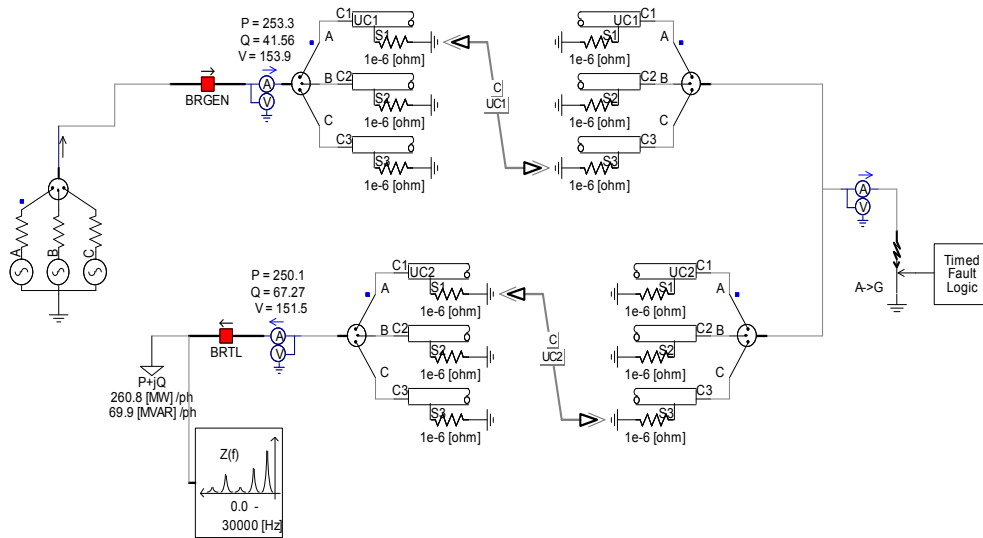 P = 253.3
Q = 41.56
V = 153.9
BRGEN
A
V
A
B
C
C1
UC1
S1
1e-6 [ohm]
C2
S2
1e-6 [ohm]
C3
S3
1e-6 [ohm]
C
UC1
C1
UC1
S1
1e-6 [ohm]
C2
S2
1e-6 [ohm]
C3
S3
1e-6 [ohm]
A
B
C
A
B
C
A
V
A->G
Timed
Fault
Logic
P = 250.1
Q = 67.27
V = 151.5
BRTL
A
V
P+jQ
260.8 [MW] /ph
69.9 [MVAR] /ph
Z(f)
0.0 -
30000 [Hz]
A
B
C
C1
UC2
S1
1e-6 [ohm]
C2
S2
1e-6 [ohm]
C3
S3
1e-6 [ohm]
C
UC2
C1
UC2
S1
1e-6 [ohm]
C2
S2
1e-6 [ohm]
C3
S3
1e-6 [ohm]
A
B
C